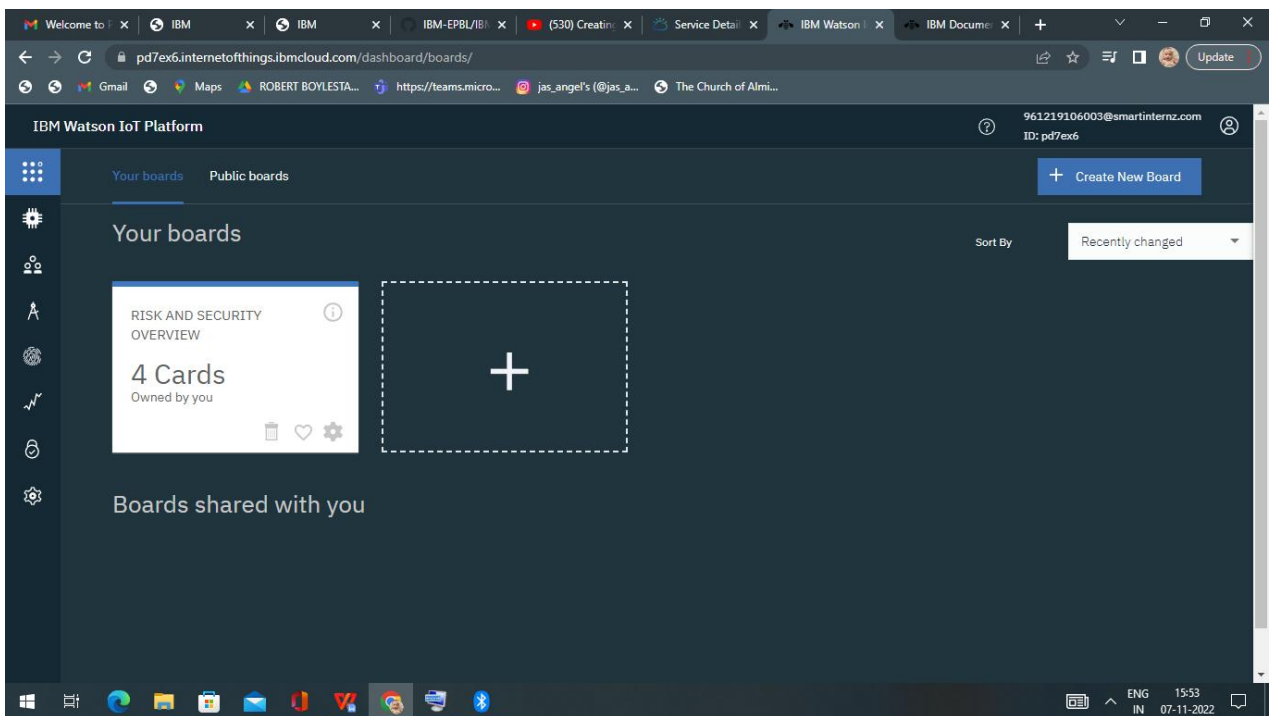 Welcome to F
IBM
IBM
IBM-EPBL/IBM
(530) Creating
Service Detail
IBM Watson I
IBM Documen
pd7ex6.internetofthings.ibmcloud.com/dashboard/boards/
Update
Gmail
Maps
ROBERT BOYLESTA...
https://teams.micro...
jas_angel's (@jas_a...
The Church of Almi...
IBM Watson IoT Platform
961219106003@smartinternz.com
ID: pd7ex6
Your boards
Public boards
+ Create New Board
Your boards
Sort By
Recently changed
RISK AND SECURITY
OVERVIEW
4 Cards
Owned by you
Boards shared with you
ENG
IN
15:53
07-11-2022